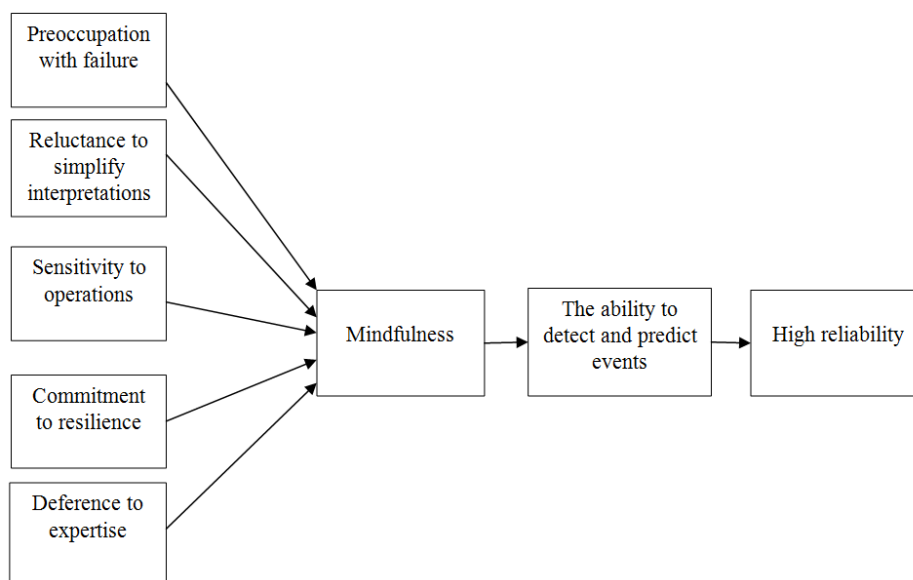 Preoccupation
with failure
Reluctance to
simplify
interpretations
Sensitivity to
operations
Commitment
to resilience
Deference to
expertise
Mindfulness
The ability to
detect and predict
events
High reliability